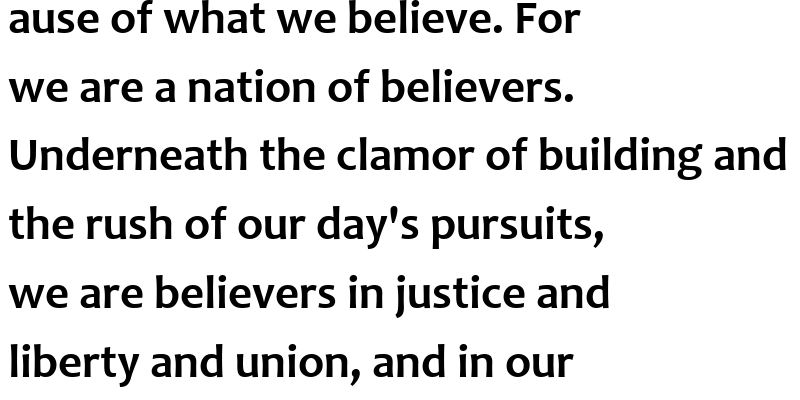 ause of what we believe. For
we are a nation of believers.
Underneath the clamor of building and
the rush of our day's pursuits,
we are believers in justice and
liberty and union, and in our